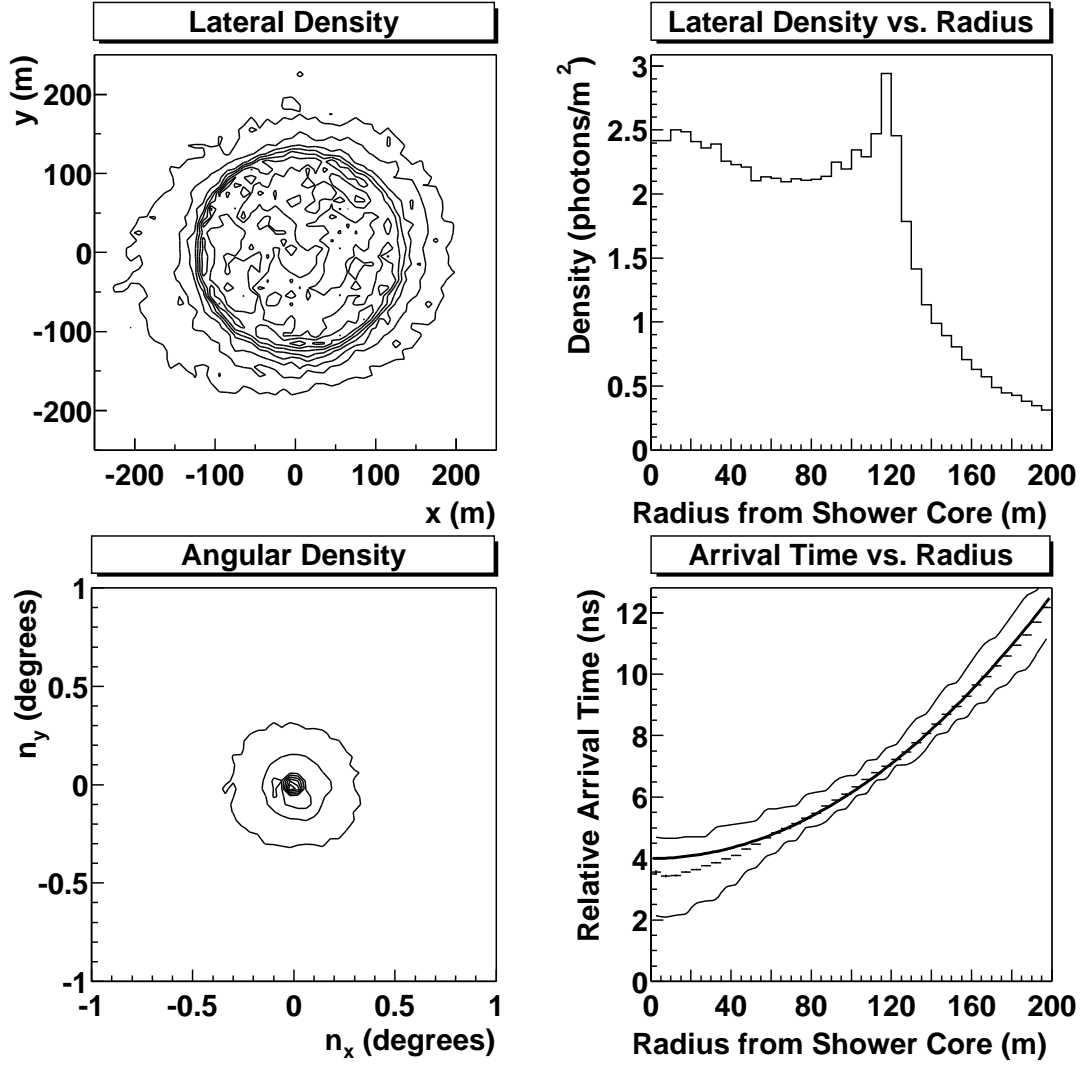 Lateral Density
y (m)
200
100
0
-100
-200
-200 -100 0 100 200
x (m)
Lateral Density vs. Radius
Density (photons/m²)
3
2.5
2
1.5
1
0.5
0
0 40 80 120 160 200
Radius from Shower Core (m)
Angular Density
n_y (degrees)
1
0.5
0
-0.5
-1
-1 -0.5 0 0.5 1
n_x (degrees)
Arrival Time vs. Radius
Relative Arrival Time (ns)
12
10
8
6
4
2
0
0 40 80 120 160 200
Radius from Shower Core (m)